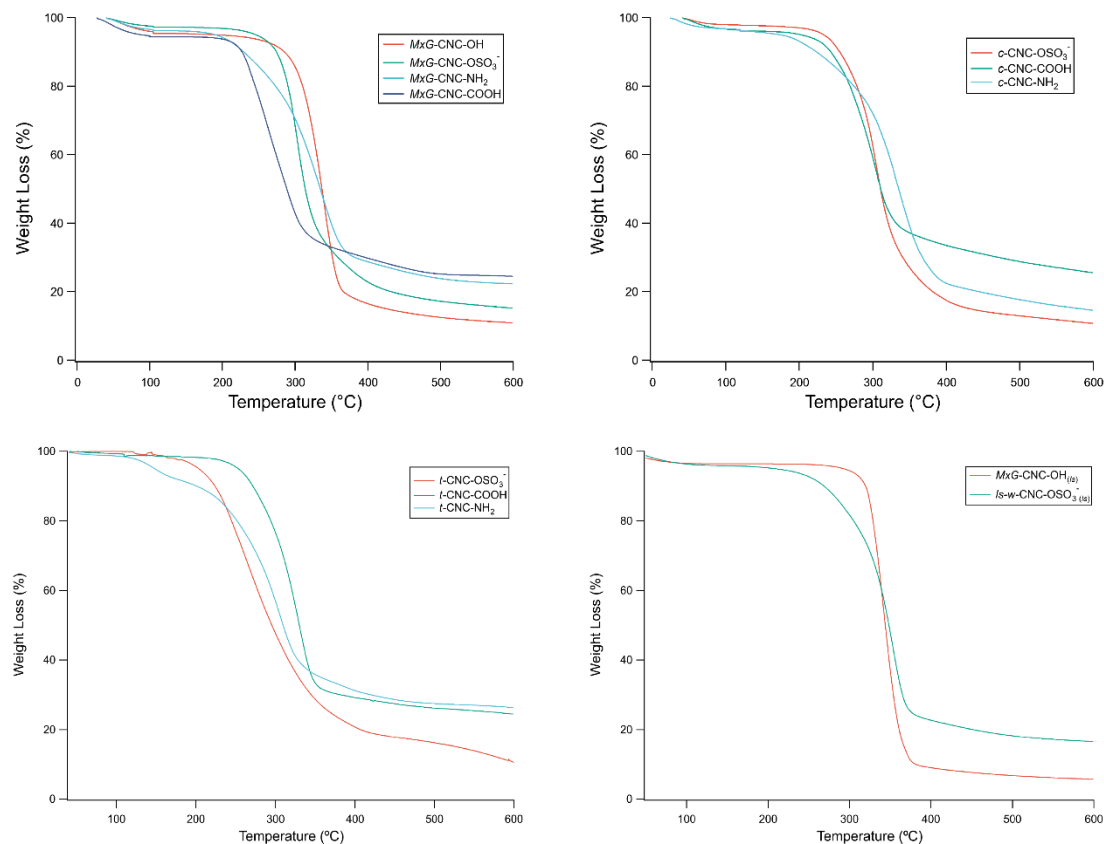 100
80
60
40
20
0
Weight Loss (%)
0
100
200
300
400
500
600
Temperature (°C)
MxG-CNC-OH
MxG-CNC-OSO₃⁻
MxG-CNC-NH₂
MxG-CNC-COOH
100
80
60
40
20
0
Weight Loss (%)
0
100
200
300
400
500
600
Temperature (°C)
c-CNC-OSO₃⁻
c-CNC-COOH
c-CNC-NH₂
100
80
60
40
20
0
Weight Loss (%)
100
200
300
400
500
600
Temperature (ºC)
t-CNC-OSO₃⁻
t-CNC-COOH
t-CNC-NH₂
100
80
60
40
20
0
Weight Loss (%)
100
200
300
400
500
600
Temperature (ºC)
MxG-CNC-OH(ls)
ls-w-CNC-OSO₃⁻(ls)